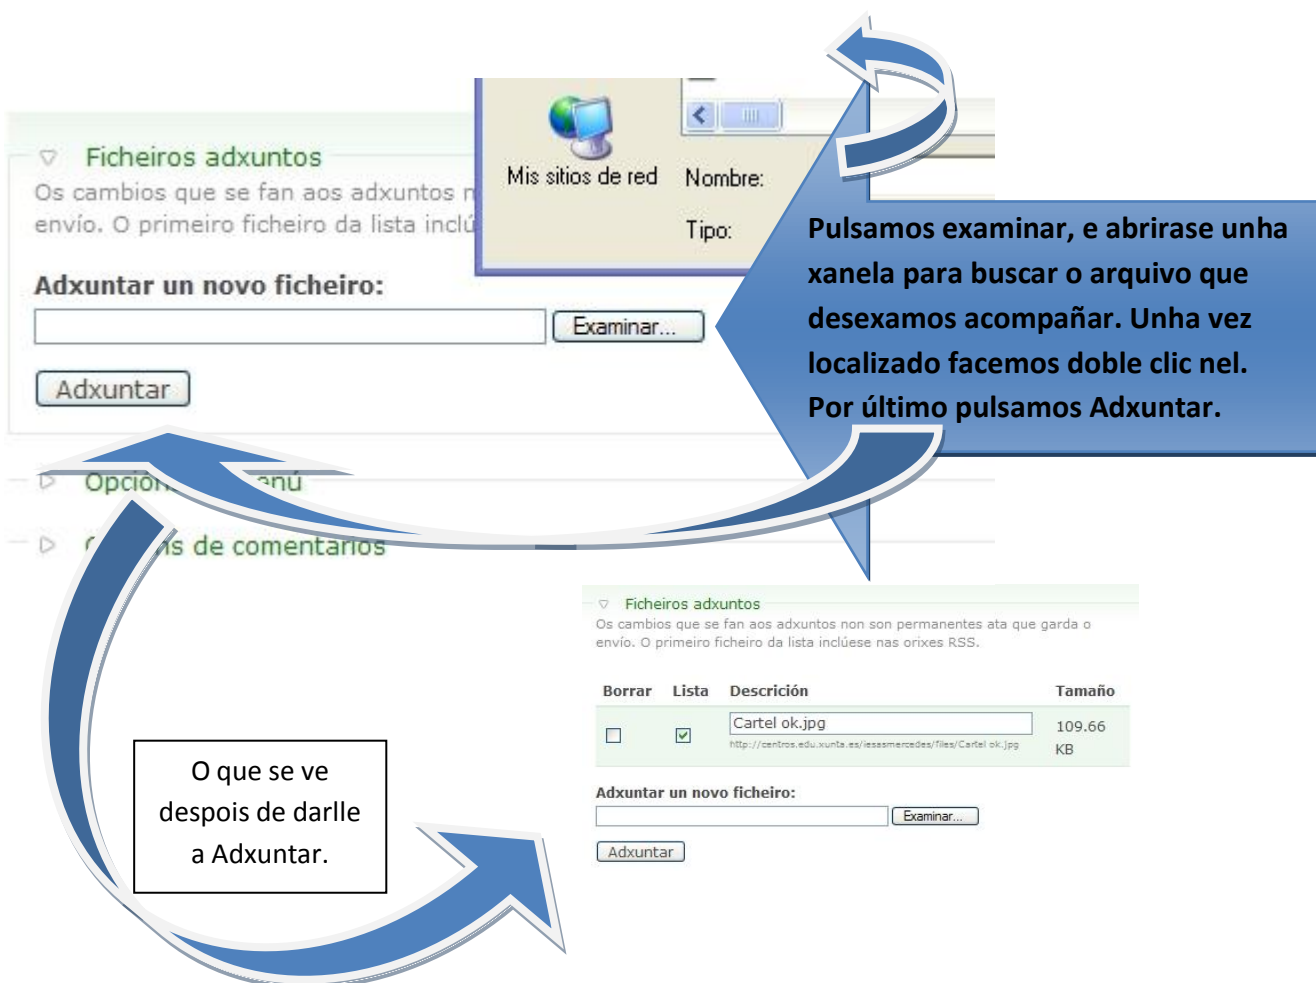 Ficheiros adxuntos
Os cambios que se fan aos adxuntos
envío. O primeiro ficheiro da lista inclú
Mis sitios de red
Nombre:
Tipo:
Adxuntar un novo ficheiro:
Examinar...
Adxuntar
Pulsamos examinar, e abrirase unha
xanela para buscar o arquivo que
desexamos acompañar. Unha vez
localizado facemos doble clic nel.
Por último pulsamos Adxuntar.
de comentarios
Ficheiros adxuntos
Os cambios que se fan aos adxuntos non son permanentes ata que garda o
envío. O primeiro ficheiro da lista inclúese nas orixes RSS.
Borrar Lista Descrición Tamaño
Cartel ok.jpg 109.66
http://centros.edu.xunta.es/iesasmercedes/files/Cartel ok.jpg KB
Adxuntar un novo ficheiro:
Examinar...
Adxuntar
O que se ve
despois de darlle
a Adxuntar.